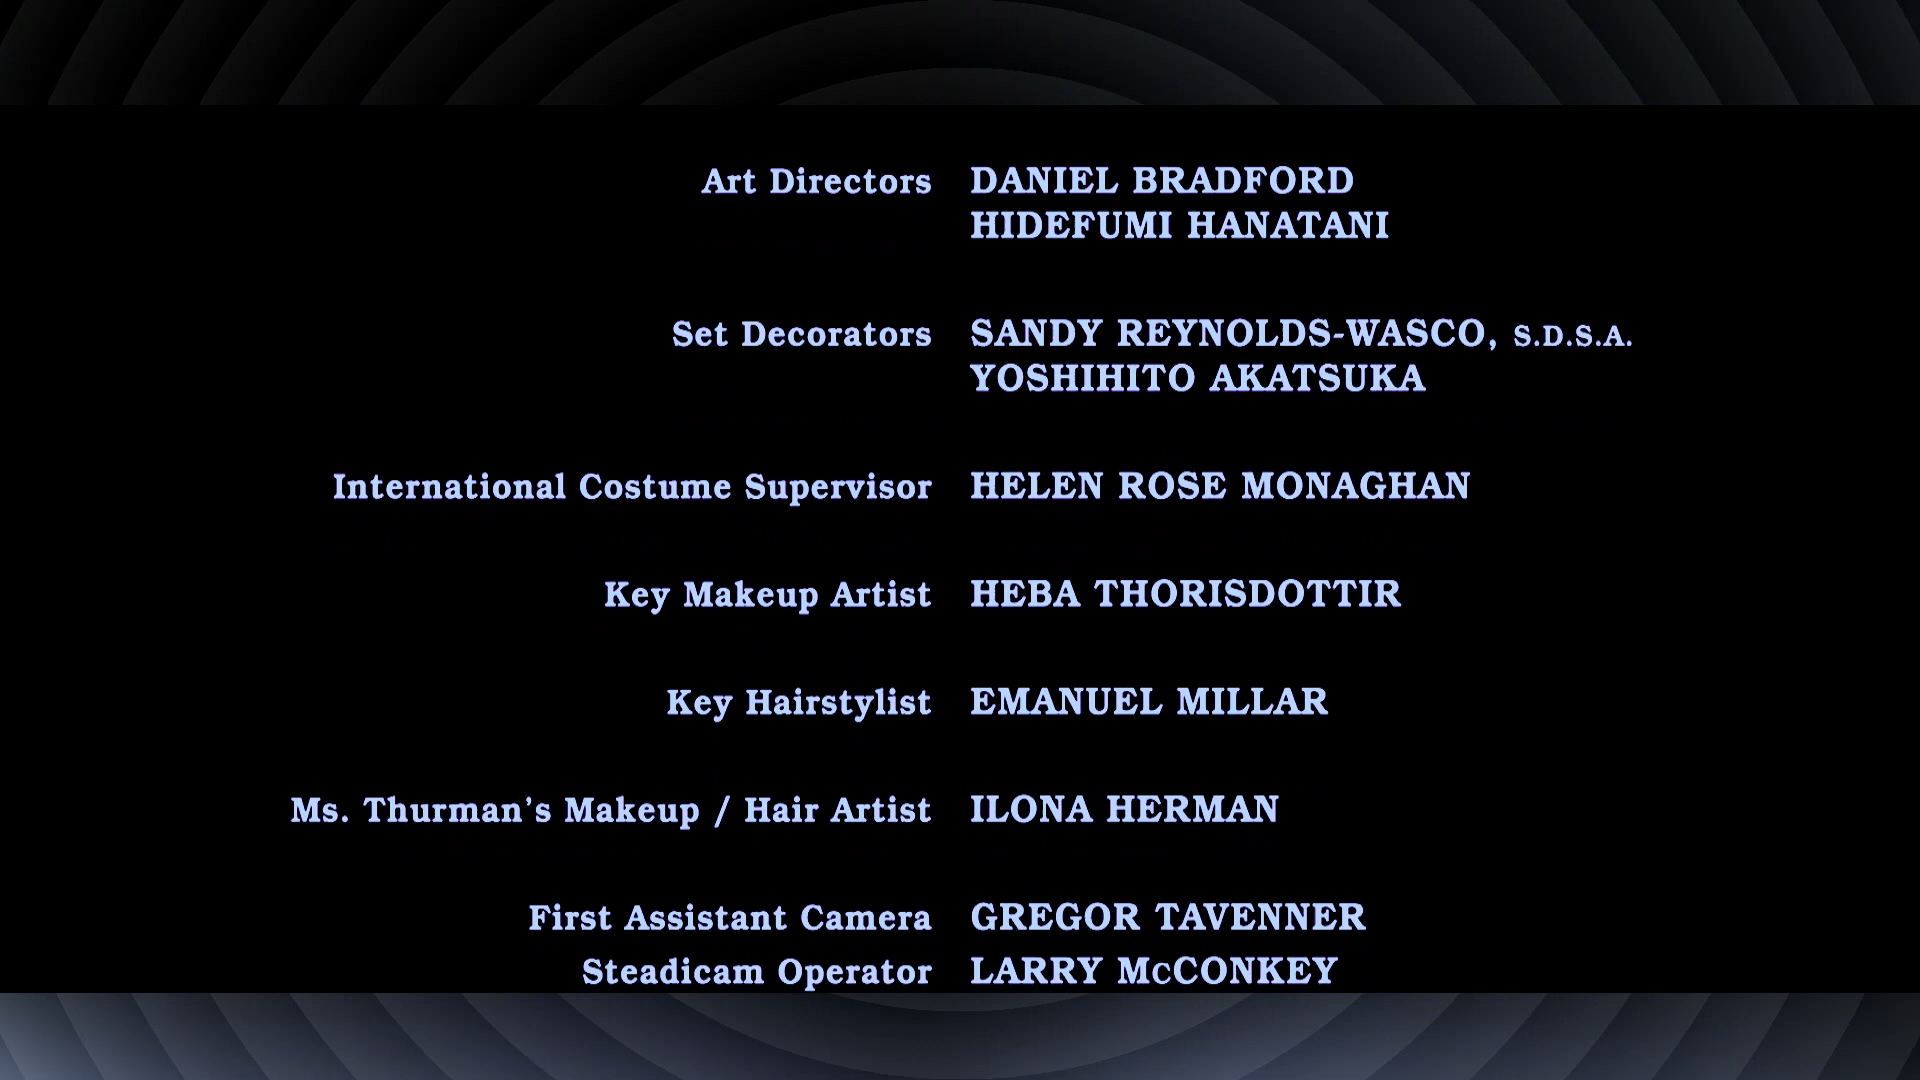 Art Directors DANIEL BRADFORD
HIDEFUMI HANATANI
Set Decorators SANDY REYNOLDS-WASCO, S.D.S.A.
YOSHIHITO AKATSUKA
International Costume Supervisor HELEN ROSE MONAGHAN
Key Makeup Artist HEBA THORISDOTTIR
Key Hairstylist EMANUEL MILLAR
Ms. Thurman’s Makeup / Hair Artist ILONA HERMAN
First Assistant Camera GREGOR TAVENNER
Steadicam Operator LARRY McCONKEY